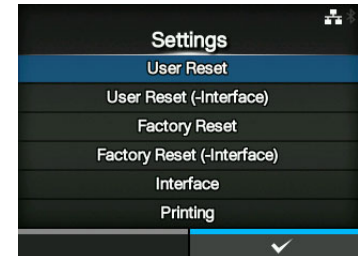 Settings
User Reset
User Reset (-Interface)
Factory Reset
Factory Reset (-Interface)
Interface
Printing